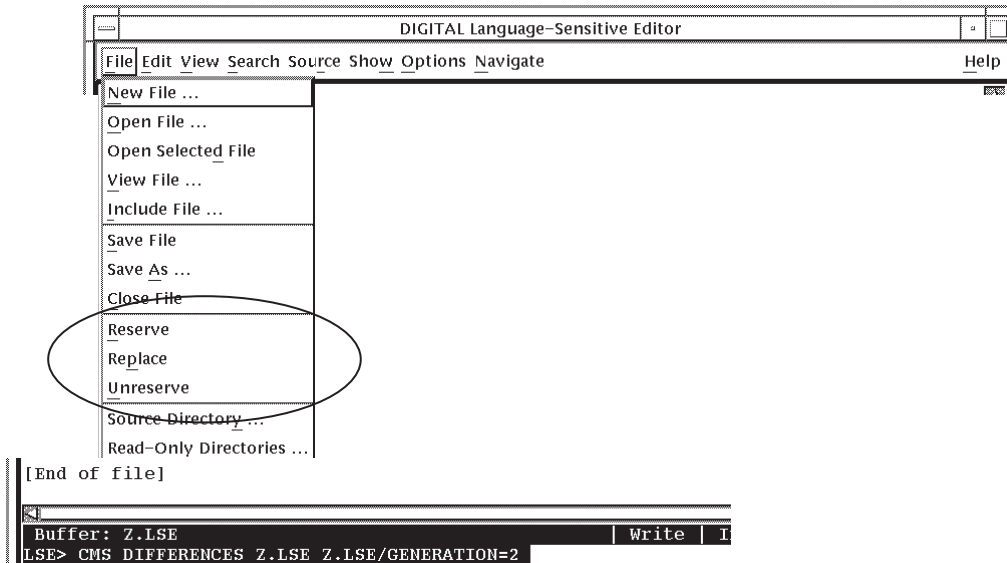 DIGITAL Language-Sensitive Editor
File Edit View Search Source Show Options Navigate Help
New File ...
Open File ...
Open Selected File
View File ...
Include File ...
Save File
Save As ...
Close File
Reserve
Replace
Unreserve
Source Directory ...
Read-Only Directories ...
[End of file]
Buffer: Z.LSE | Write | I
LSE> CMS DIFFERENCES Z.LSE Z.LSE/GENERATION=2